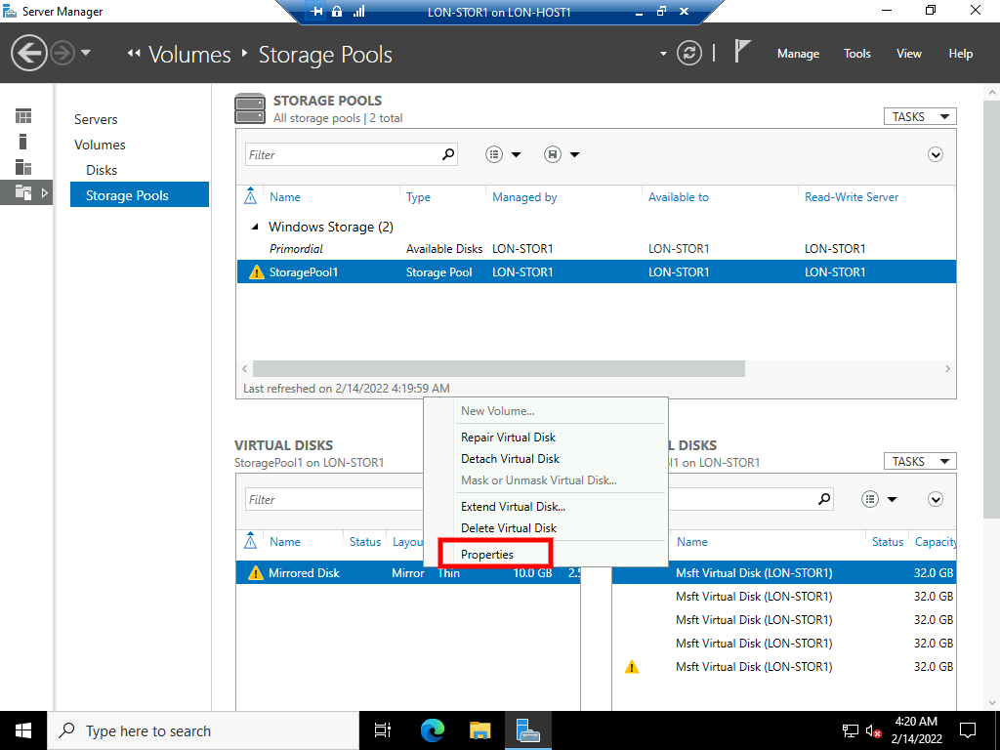 Server Manager
LON-STOR1 on LON-HOST1
Volumes
Storage Pools
Manage
Tools
View
Help
Servers
Volumes
Disks
Storage Pools
STORAGE POOLS
All storage pools | 2 total
TASKS
Filter
Name Type Managed by Available to Read-Write Server
Windows Storage (2)
Primordial Available Disks LON-STOR1 LON-STOR1 LON-STOR1
StoragePool1 Storage Pool LON-STOR1 LON-STOR1 LON-STOR1
Last refreshed on 2/14/2022 4:19:59 AM
New Volume...
Repair Virtual Disk
Detach Virtual Disk
Mask or Unmask Virtual Disk...
Extend Virtual Disk...
Delete Virtual Disk
Properties
VIRTUAL DISKS
StoragePool1 on LON-STOR1
Filter
Name Status Layou
Mirrored Disk Mirror Thin 10.0 GB 2.5
L DISKS
l1 on LON-STOR1
TASKS
Name Status Capacity
Msft Virtual Disk (LON-STOR1) 32.0 GB
Msft Virtual Disk (LON-STOR1) 32.0 GB
Msft Virtual Disk (LON-STOR1) 32.0 GB
Msft Virtual Disk (LON-STOR1) 32.0 GB
Msft Virtual Disk (LON-STOR1) 32.0 GB
Type here to search
4:20 AM
2/14/2022